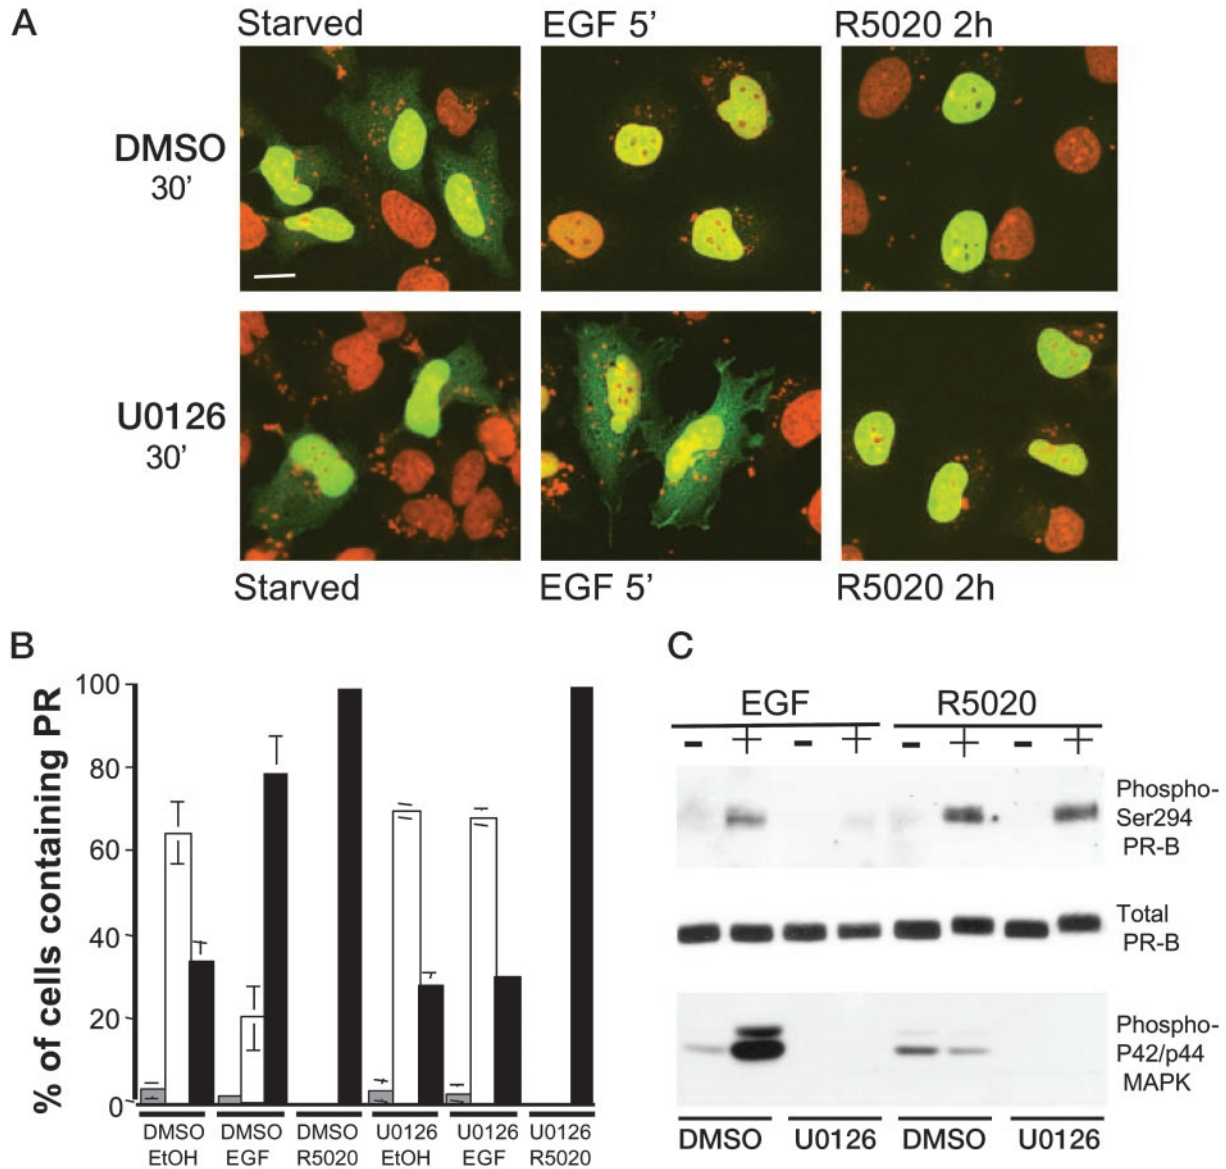 A
Starved
EGF 5'
R5020 2h
DMSO
30'
U0126
30'
Starved
EGF 5'
R5020 2h
B
% of cells containing PR
100
80
60
40
20
0
DMSO DMSO DMSO U0126 U0126 U0126
EtOH EGF R5020 EtOH EGF R5020
C
EGF R5020
- + - + - + - +
Phospho-
Ser294
PR-B
Total
PR-B
Phospho-
P42/p44
MAPK
DMSO U0126 DMSO U0126